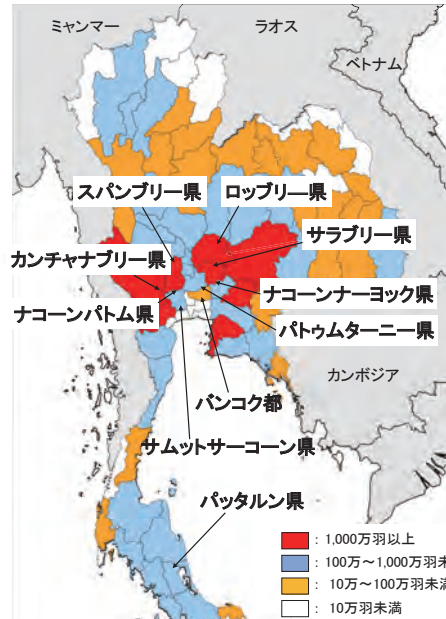 ミャンマー
ラオス
ベトナム
スパンブリー県
ロッブリー県
サラブリー県
カンチャナブリー県
ナコーンナーヨック県
ナコーンパトム県
パトゥムターニー県
カンボジア
バンコク都
サムットサーコーン県
パッタルン県
：1,000万羽以上
：100万～1,000万羽未
：10万～100万羽未満
：10万羽未満